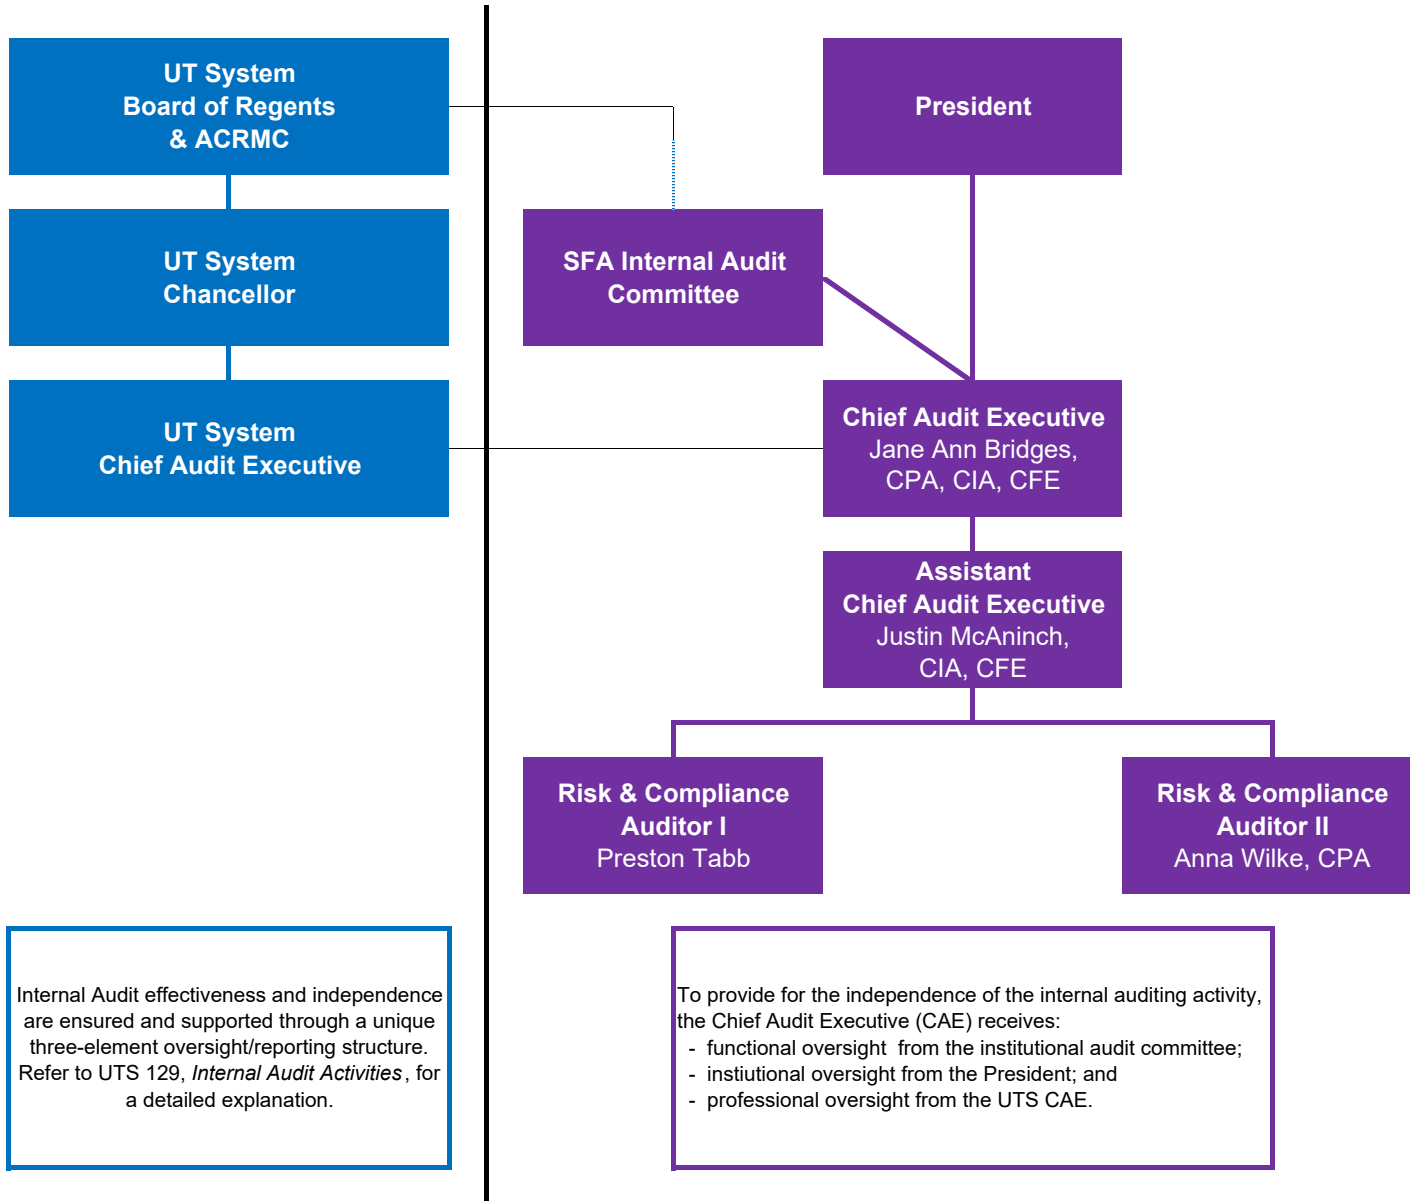 UT System
Board of Regents
& ACRMC
President
UT System
Chancellor
SFA Internal Audit
Committee
UT System
Chief Audit Executive
Chief Audit Executive
Jane Ann Bridges,
CPA, CIA, CFE
Assistant
Chief Audit Executive
Justin McAninch,
CIA, CFE
Risk & Compliance
Auditor I
Preston Tabb
Risk & Compliance
Auditor II
Anna Wilke, CPA
Internal Audit effectiveness and independence
are ensured and supported through a unique
three-element oversight/reporting structure.
Refer to UTS 129, Internal Audit Activities, for
a detailed explanation.
To provide for the independence of the internal auditing activity,
the Chief Audit Executive (CAE) receives:
- functional oversight from the institutional audit committee;
- instiutional oversight from the President; and
- professional oversight from the UTS CAE.